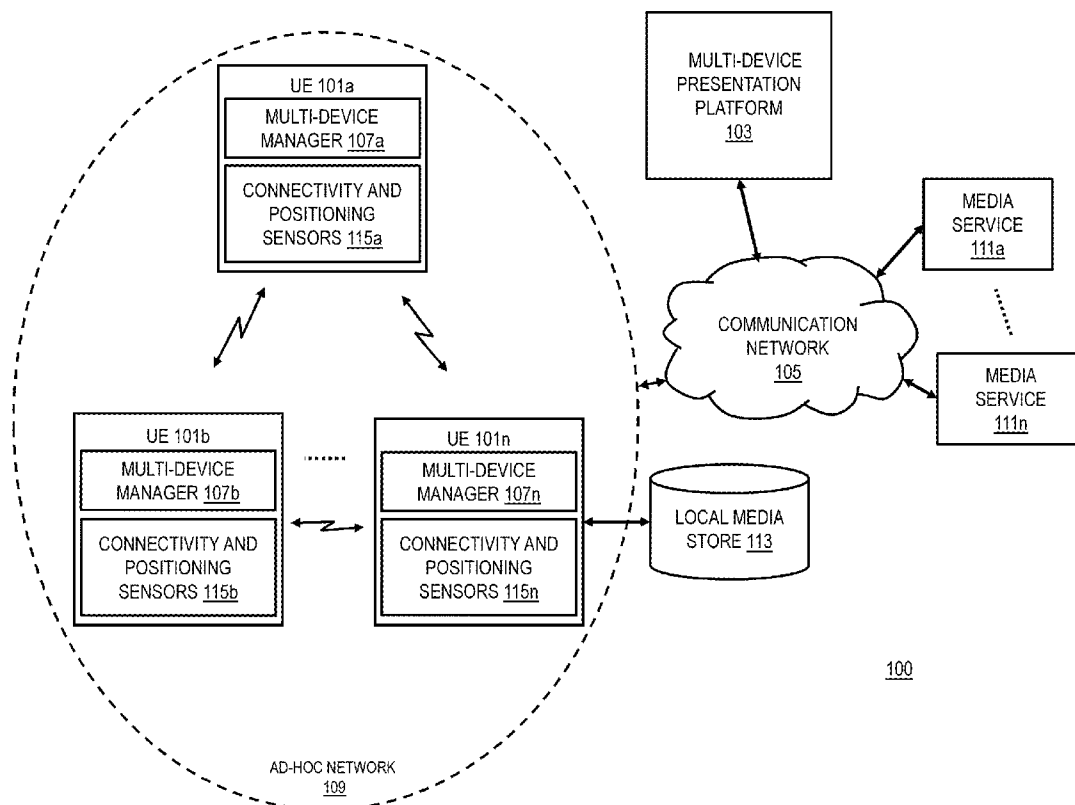 UE 101a
MULTI-DEVICE
MANAGER 107a
CONNECTIVITY AND
POSITIONING
SENSORS 115a
MULTI-DEVICE
PRESENTATION
PLATFORM
103
MEDIA
SERVICE
111a
COMMUNICATION
NETWORK
105
MEDIA
SERVICE
111n
UE 101b
MULTI-DEVICE
MANAGER 107b
CONNECTIVITY AND
POSITIONING
SENSORS 115b
UE 101n
MULTI-DEVICE
MANAGER 107n
CONNECTIVITY AND
POSITIONING
SENSORS 115n
LOCAL MEDIA
STORE 113
100
AD-HOC NETWORK
109